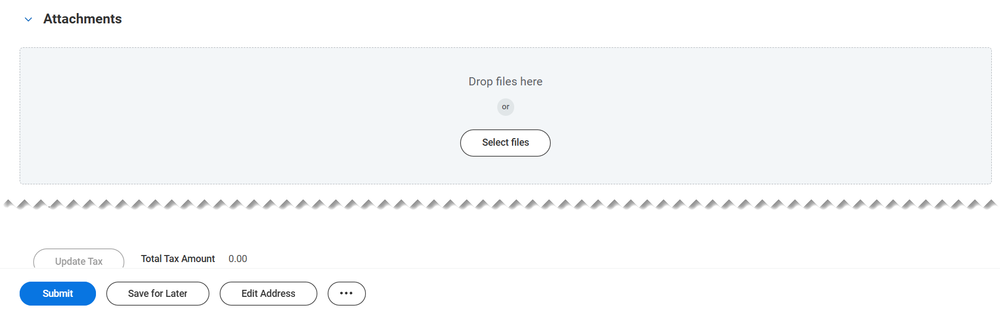 Attachments
Drop files here
or
Select files
Update Tax Total Tax Amount 0.00
Submit Save for Later Edit Address •••